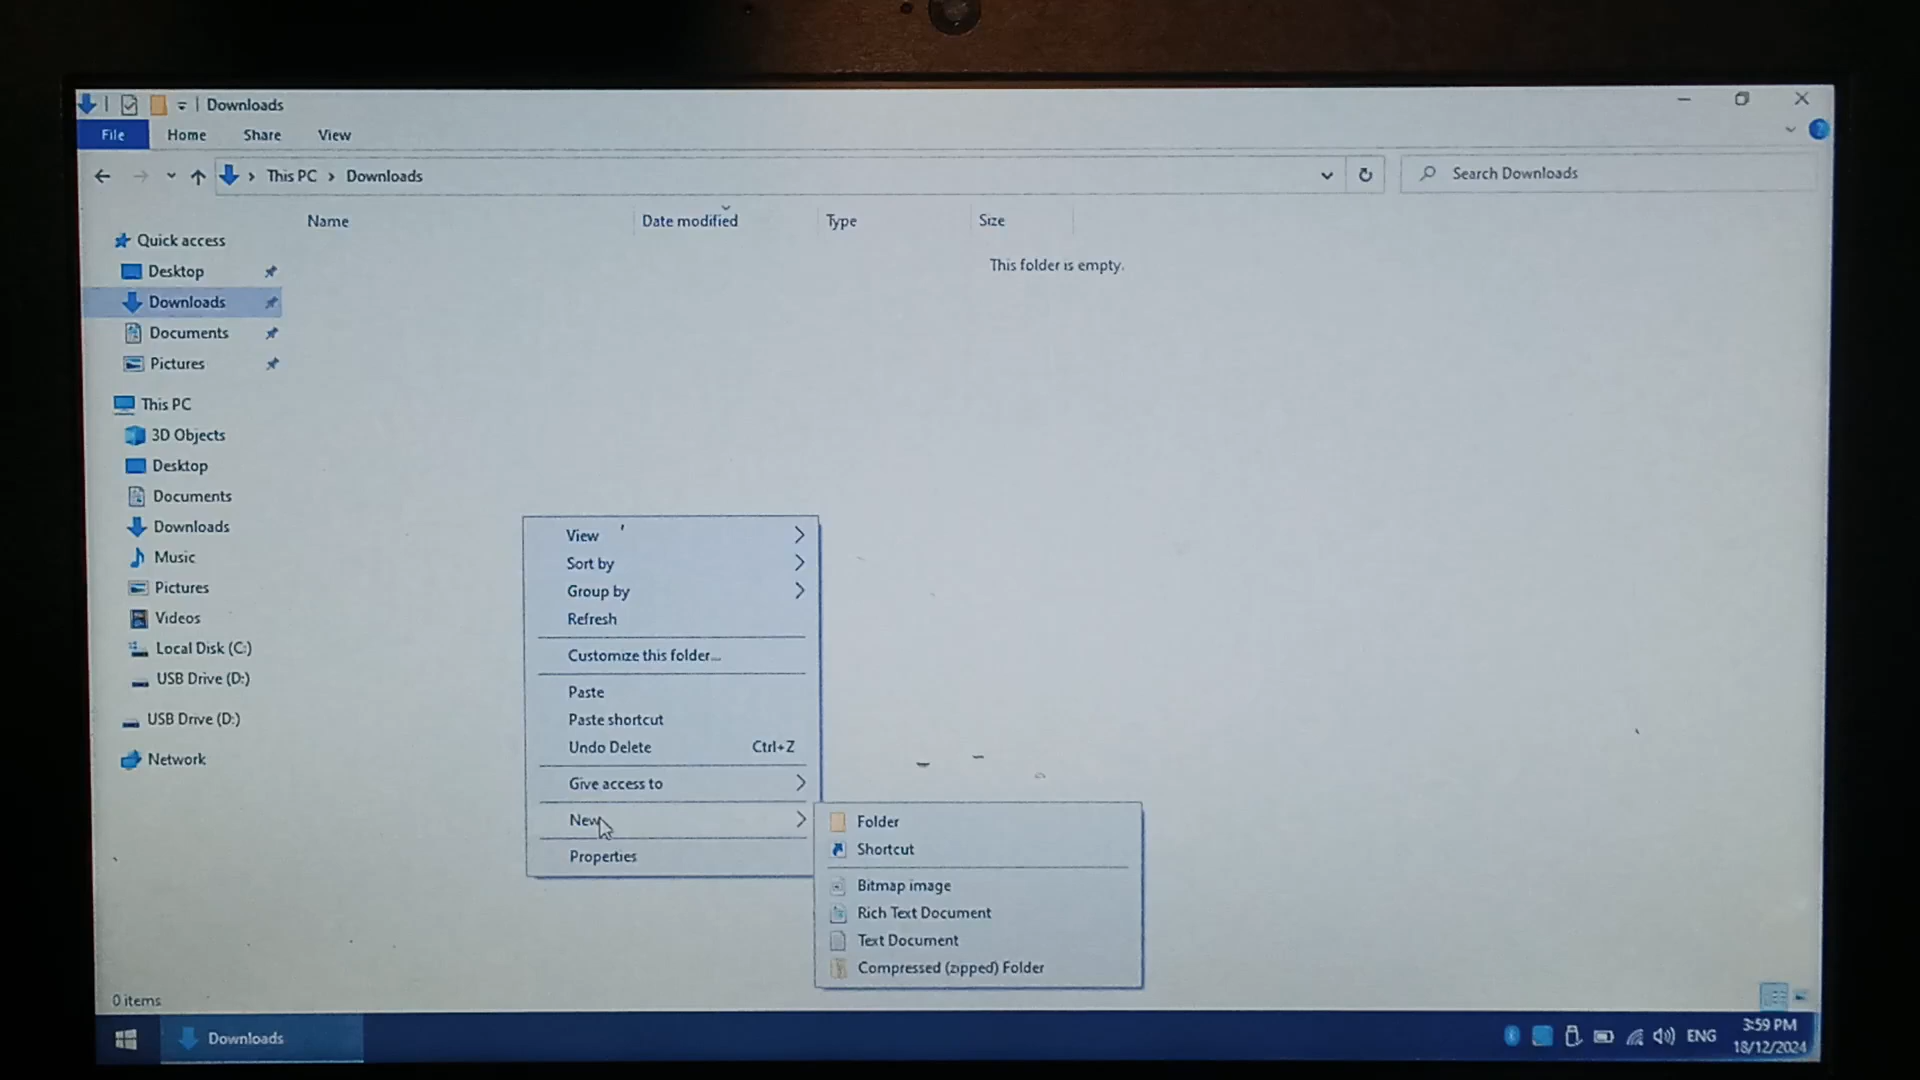 Downloads
File Home Share View
This PC > Downloads
Search Downloads
Name Date modified Type Size
This folder is empty.
Quick access
Desktop
Downloads
Documents
Pictures
This PC
3D Objects
Desktop
Documents
Downloads
Music
Pictures
Videos
Local Disk (C:)
USB Drive (D:)
USB Drive (D:)
Network
View
Sort by
Group by
Refresh
Customize this folder...
Paste
Paste shortcut
Undo Delete Ctrl+Z
Give access to
New
Properties
Folder
Shortcut
Bitmap image
Rich Text Document
Text Document
Compressed (zipped) Folder
0 items
Downloads
ENG
3:59 PM
18/12/2024